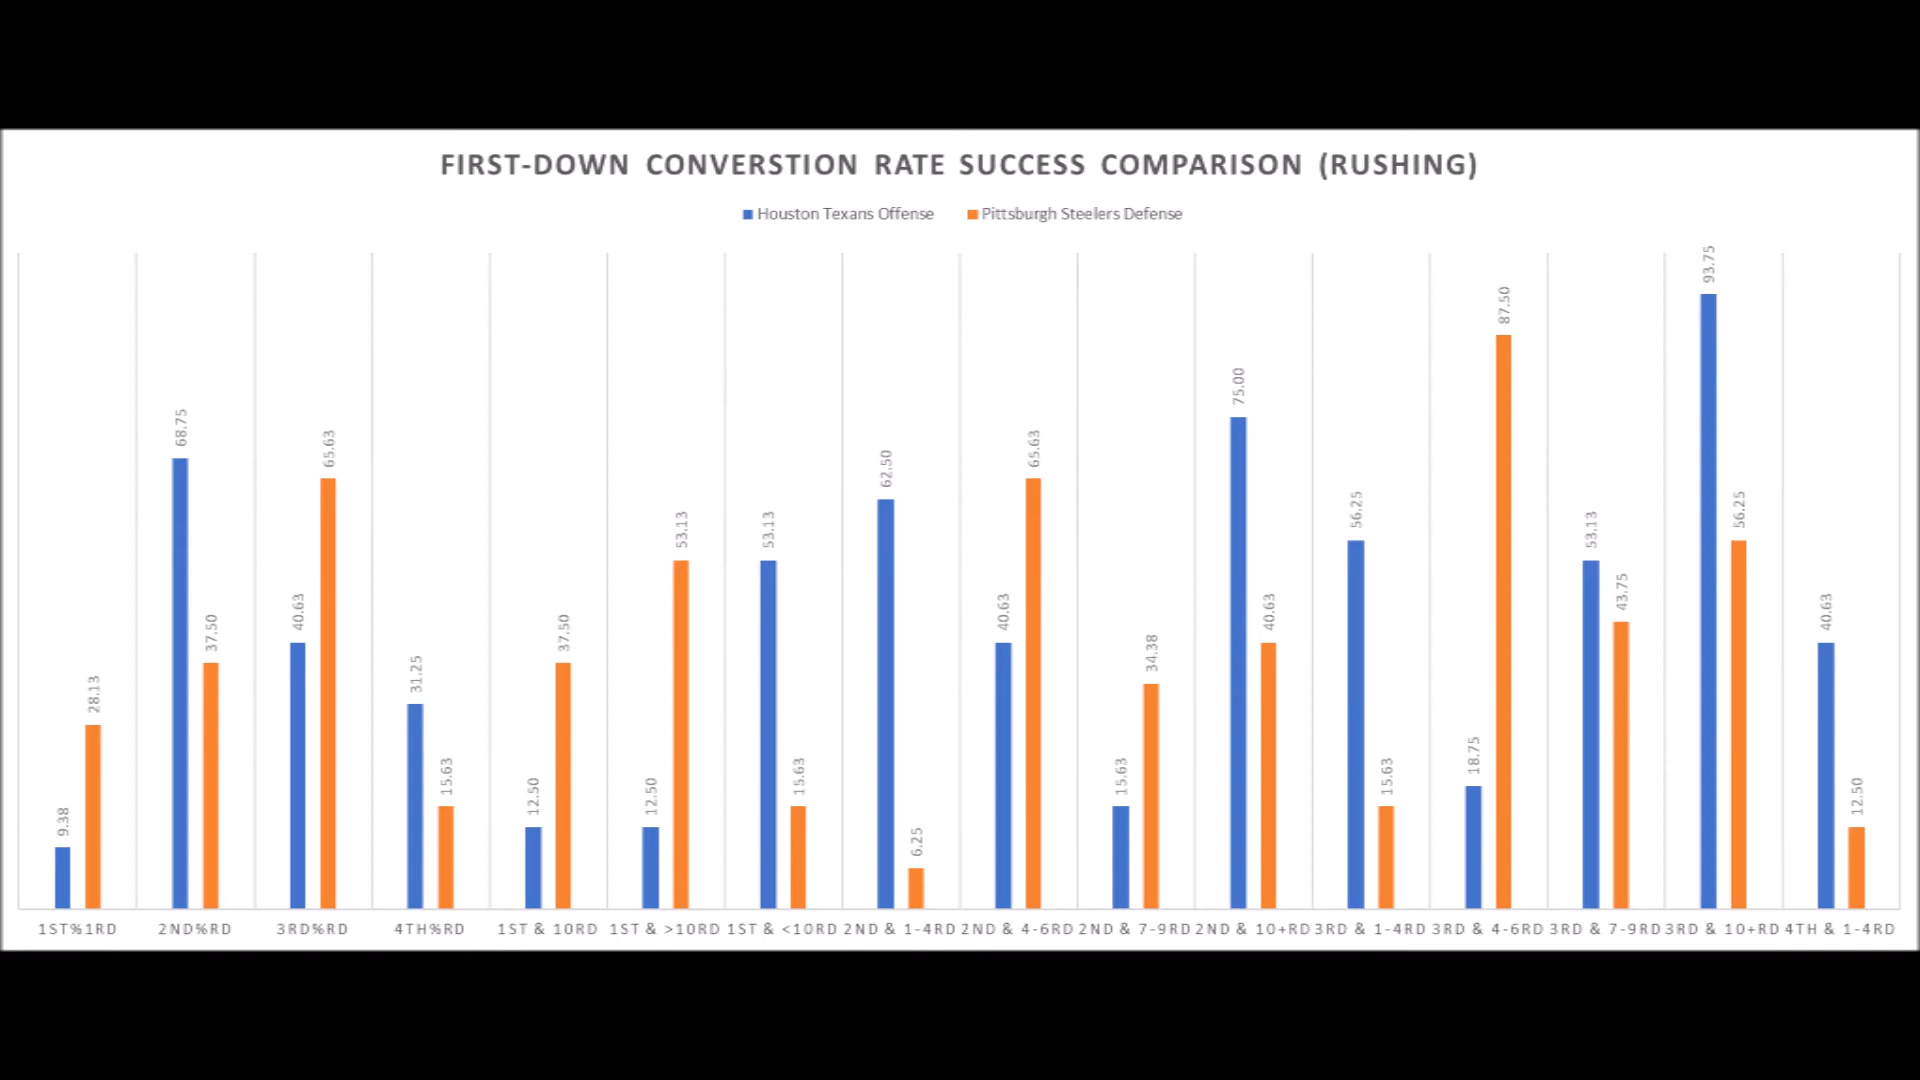 FIRST-DOWN CONVERSTION RATE SUCCESS COMPARISON (RUSHING)
Houston Texans Offense Pittsburgh Steelers Defense
9.38 28.13 68.75 37.50 40.63 65.63 31.25 15.63 12.50 37.50 12.50 53.13 53.13 15.63 62.50 6.25 40.63 65.63 15.63 34.38 75.00 40.63 56.25 15.63 18.75 87.50 53.13 43.75 93.75 56.25 40.63 12.50
1ST%1RD 2ND%RD 3RD%RD 4TH%RD 1ST & 10RD 1ST & >10RD 1ST & <10RD 2ND & 1-4RD 2ND & 4-6RD 2ND & 7-9RD 2ND & 10+RD 3RD & 1-4RD 3RD & 4-6RD 3RD & 7-9RD 3RD & 10+RD 4TH & 1-4RD